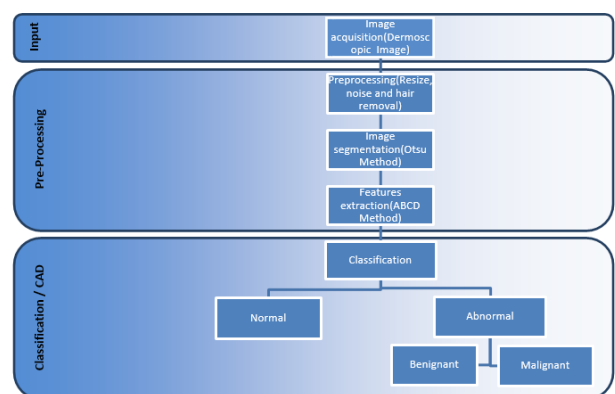 Input
Image
acquisition(Dermosc
opic  Image)
Pre-Processing
Preprocessing(Resize,
noise and hair
removal)
Image
segmentation(Otsu
Method)
Features
extraction(ABCD
Method)
Classification / CAD
Classification
Normal
Abnormal
Benignant
Malignant